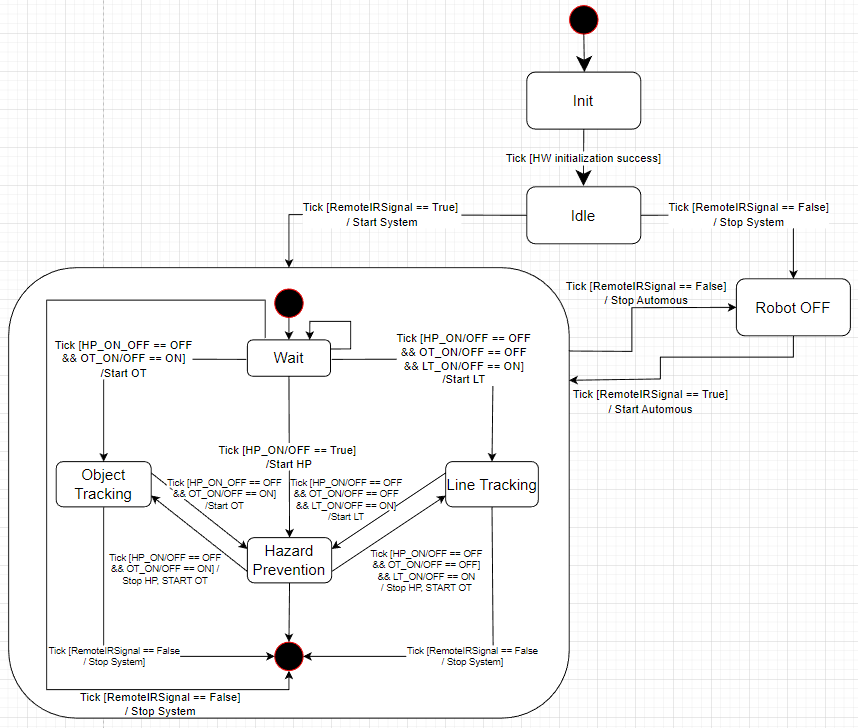 Init
Tick [HW initialization success]
Idle
Tick [RemoteIRSignal == True]
/ Start System
Tick [RemoteIRSignal == False]
/ Stop System
Tick [RemoteIRSignal == False]
/ Stop Automous
Robot OFF
Tick [RemoteIRSignal == True]
/ Start Automous
Wait
Tick [HP_ON_OFF == OFF
&& OT_ON/OFF == ON]
/Start OT
Tick [HP_ON/OFF == OFF
&& OT_ON/OFF == OFF
&& LT_ON/OFF == ON]
/Start LT
Tick [HP_ON/OFF == True]
/Start HP
Object
Tracking
Line Tracking
Tick [HP_ON_OFF == OFF
&& OT_ON/OFF == ON]
/Start OT
Tick [HP_ON/OFF == OFF
&& OT_ON/OFF == OFF
&& LT_ON/OFF == ON]
/Start LT
Hazard
Prevention
Tick [HP_ON/OFF == OFF
&& OT_ON/OFF == ON] /
Stop HP, START OT
Tick [HP_ON/OFF == OFF
&& OT_ON/OFF == OFF]
&& LT_ON/OFF == ON
/ Stop HP, START OT
Tick [RemoteIRSignal == False
/ Stop System]
Tick [RemoteIRSignal == False
/ Stop System]
Tick [RemoteIRSignal == False]
/ Stop System